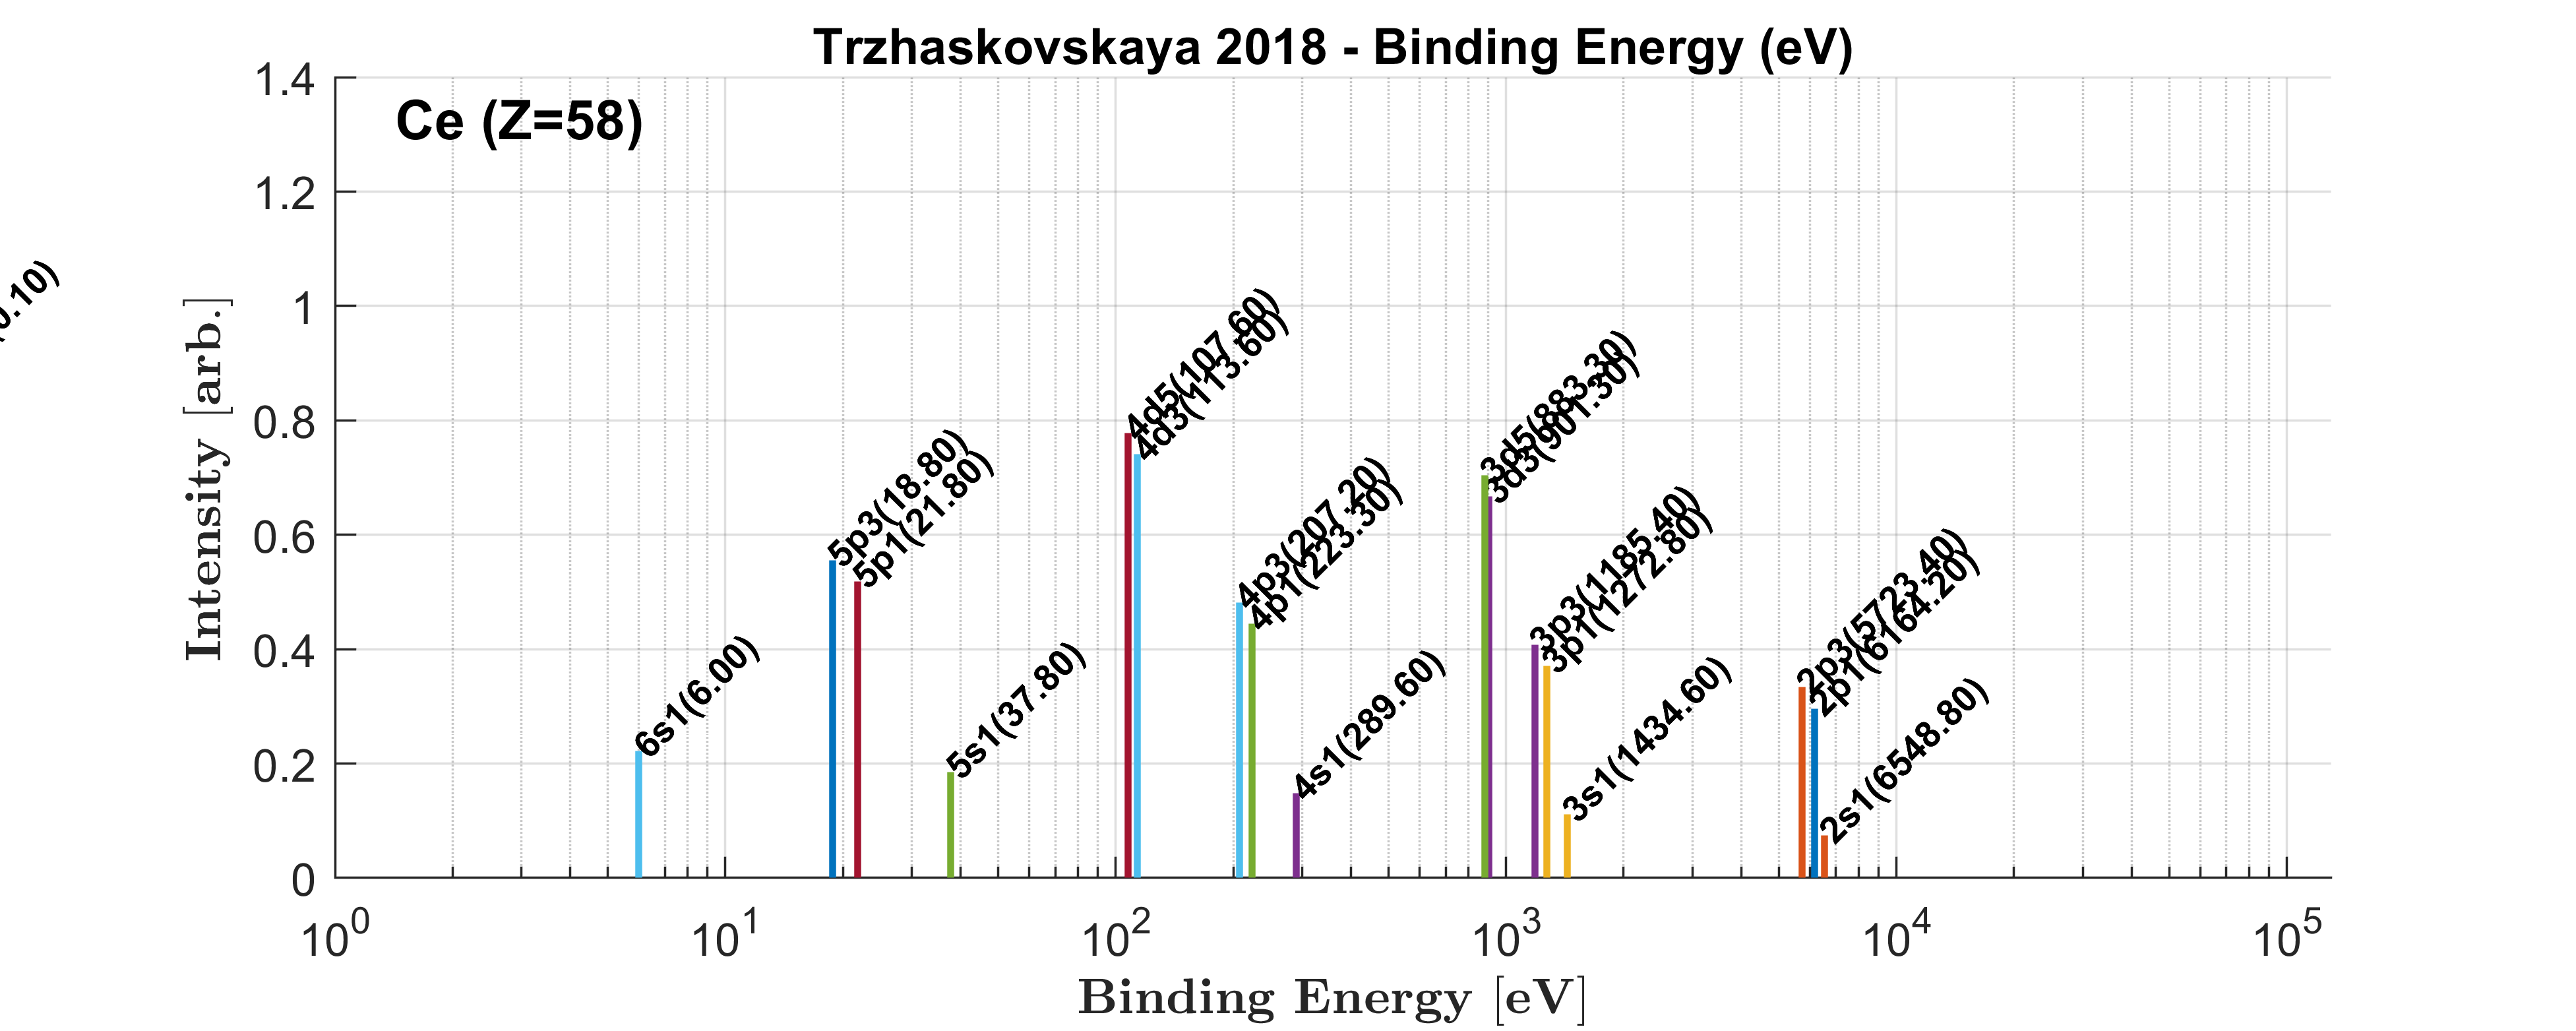 Trzhaskovskaya 2018 - Binding Energy (eV)
Ce (Z=58)
Intensity [arb.]
1.4
1.2
1
0.8
0.6
0.4
0.2
0
6s1(6.00)
5p3(18.80)
5p1(21.80)
5s1(37.80)
4d5(107.60)
4d3(113.60)
4p3(207.20)
4p1(223.30)
4s1(289.60)
3d5(883.30)
3d3(901.30)
3p3(1185.40)
3p1(1272.80)
3s1(1434.60)
2p3(5723.40)
2p1(6164.20)
2s1(6548.80)
10^0 10^1 10^2 10^3 10^4 10^5
Binding Energy [eV]